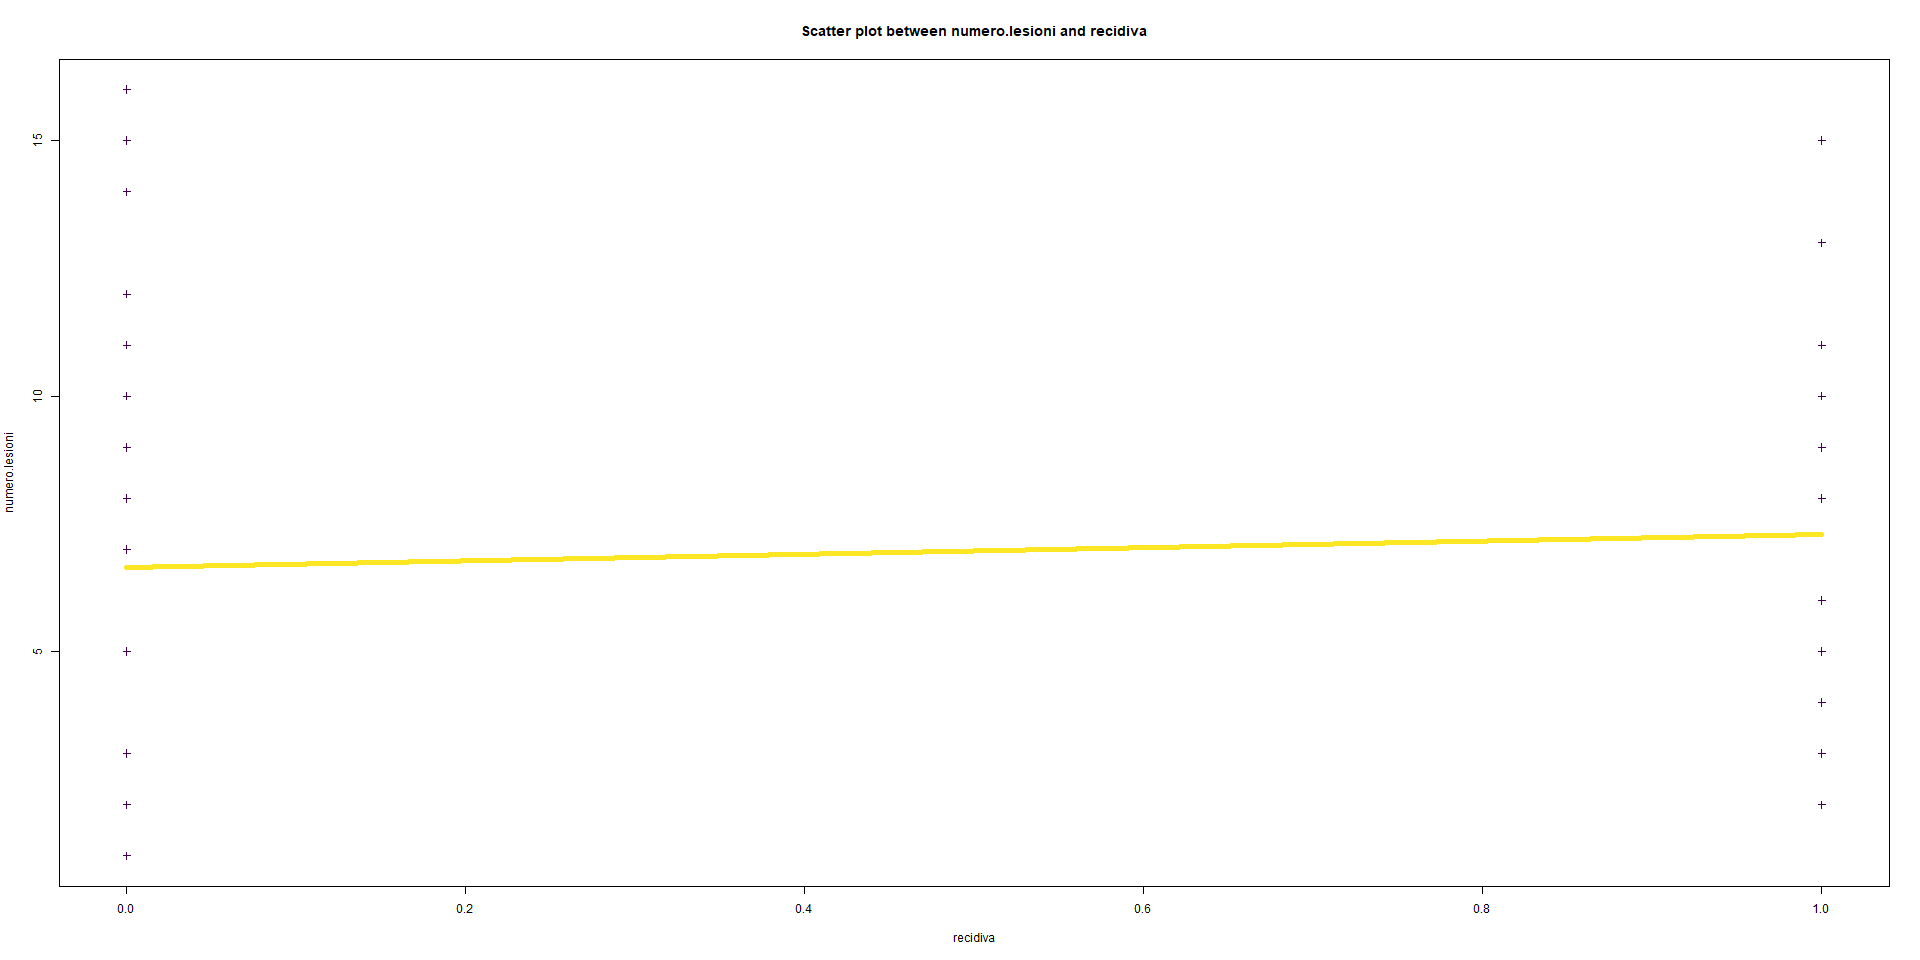 Scatter plot between numero.lesioni and recidiva
15
10
5
numero.lesioni
0.0 0.2 0.4 0.6 0.8 1.0
recidiva